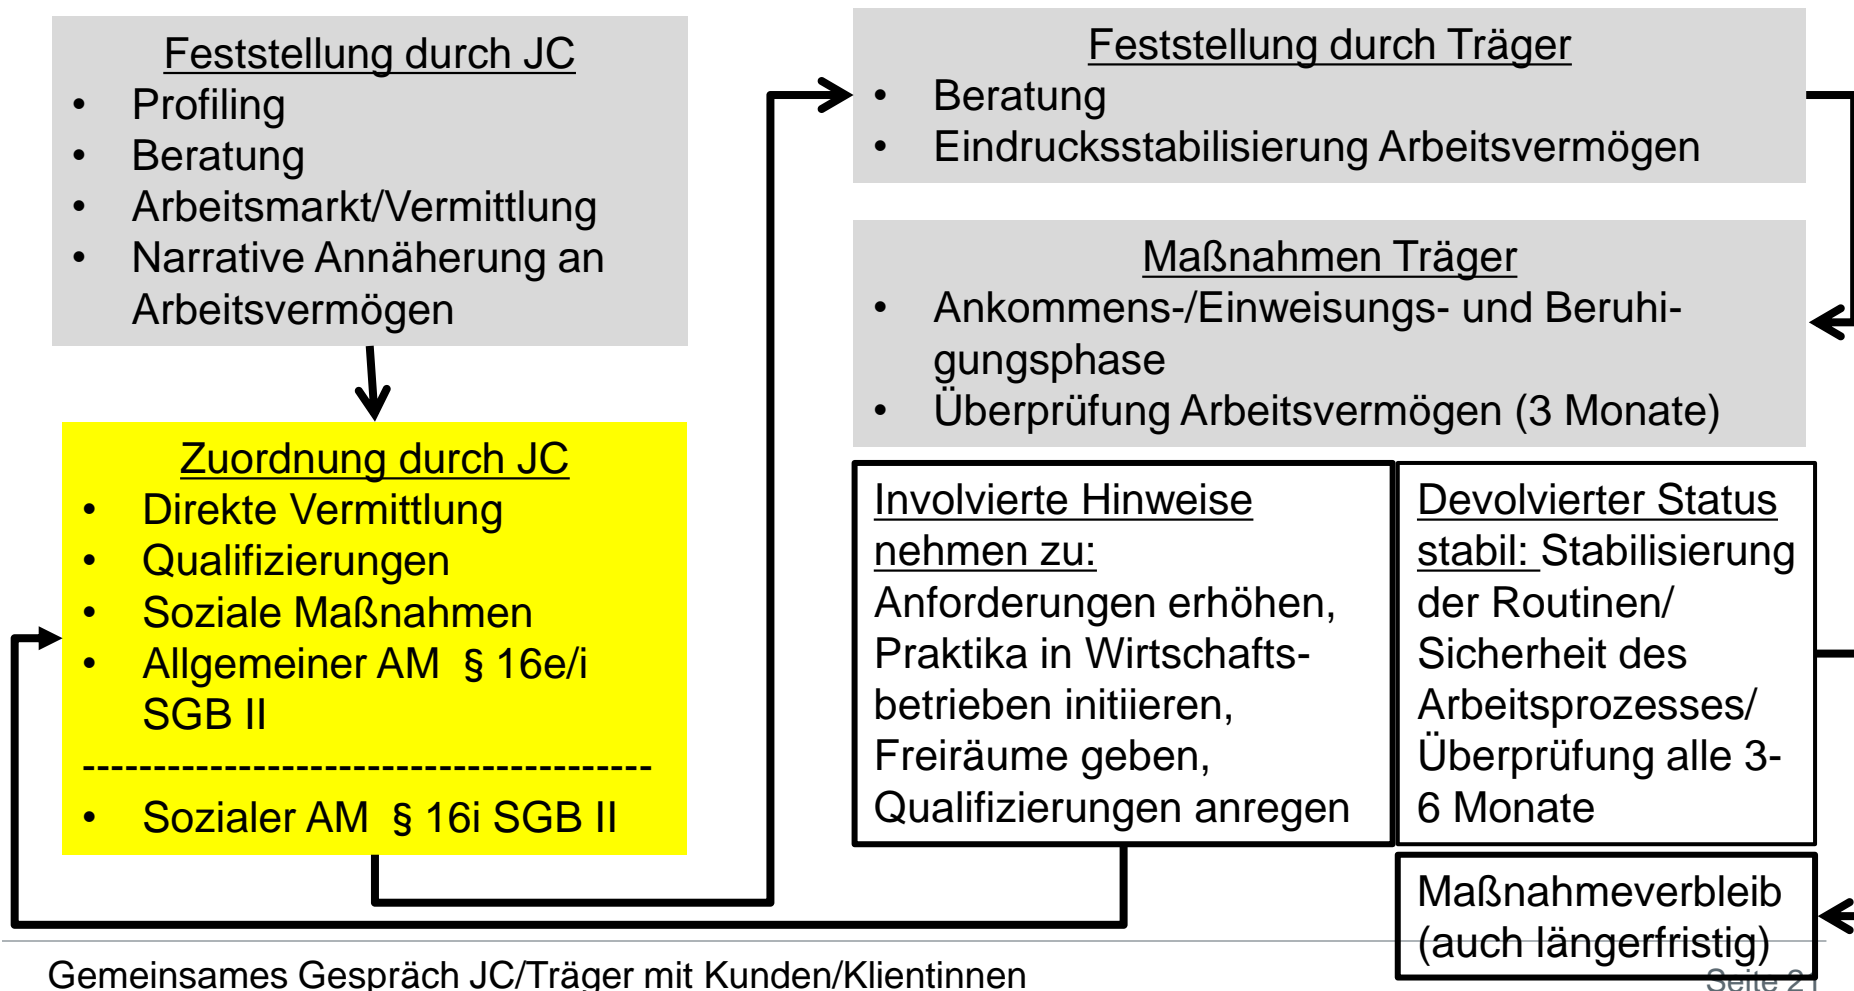 Feststellung durch JC
• Profiling
• Beratung
• Arbeitsmarkt/Vermittlung
• Narrative Annäherung an
Arbeitsvermögen
Zuordnung durch JC
• Direkte Vermittlung
• Qualifizierungen
• Soziale Maßnahmen
• Allgemeiner AM § 16e/i
SGB II
----------------------------------------
• Sozialer AM § 16i SGB II
Feststellung durch Träger
• Beratung
• Eindrucksstabilisierung Arbeitsvermögen
Maßnahmen Träger
• Ankommens-/Einweisungs- und Beruhi-
gungsphase
• Überprüfung Arbeitsvermögen (3 Monate)
Involvierte Hinweise
nehmen zu:
Anforderungen erhöhen,
Praktika in Wirtschafts-
betrieben initiieren,
Freiräume geben,
Qualifizierungen anregen
Devolvierter Status
stabil: Stabilisierung
der Routinen/
Sicherheit des
Arbeitsprozesses/
Überprüfung alle 3-
6 Monate
Maßnahmeverbleib
(auch längerfristig)
Gemeinsames Gespräch JC/Träger mit Kunden/Klientinnen
Seite 21